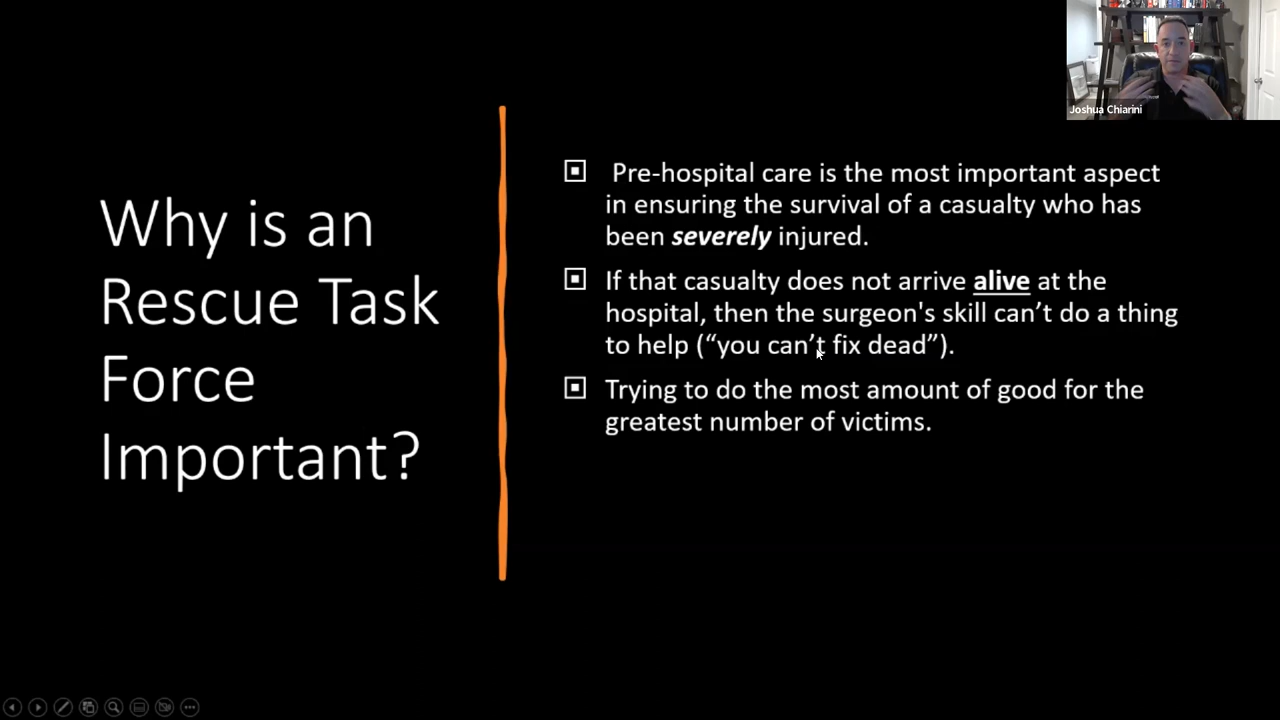 Joshua Chiarini
Why is an
Rescue Task
Force
Important?
Pre-hospital care is the most important aspect
in ensuring the survival of a casualty who has
been severely injured.
If that casualty does not arrive alive at the
hospital, then the surgeon's skill can’t do a thing
to help (“you can’t fix dead”).
Trying to do the most amount of good for the
greatest number of victims.